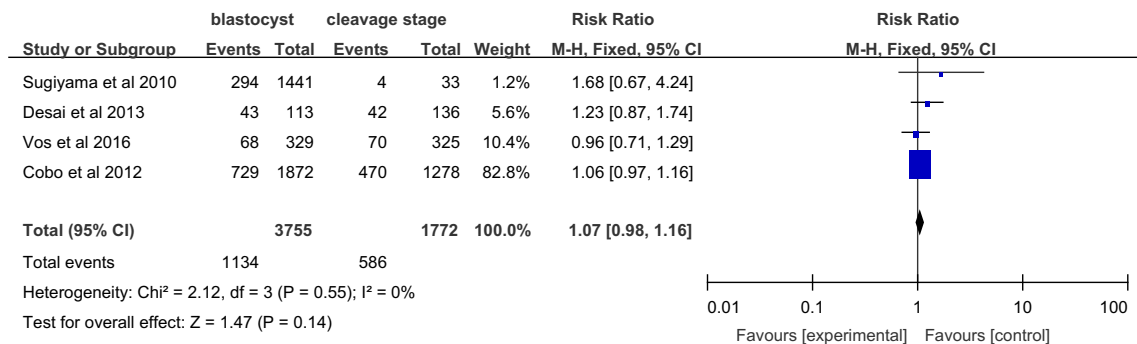 blastocyst cleavage stage Risk Ratio Risk Ratio
Study or Subgroup Events Total Events Total Weight M-H, Fixed, 95% CI M-H, Fixed, 95% CI
Sugiyama et al 2010 294 1441 4 33 1.2% 1.68 [0.67, 4.24]
Desai et al 2013 43 113 42 136 5.6% 1.23 [0.87, 1.74]
Vos et al 2016 68 329 70 325 10.4% 0.96 [0.71, 1.29]
Cobo et al 2012 729 1872 470 1278 82.8% 1.06 [0.97, 1.16]
Total (95% CI) 3755 1772 100.0% 1.07 [0.98, 1.16]
Total events 1134 586
Heterogeneity: Chi² = 2.12, df = 3 (P = 0.55); I² = 0%
Test for overall effect: Z = 1.47 (P = 0.14)
0.01 0.1 1 10 100
Favours [experimental] Favours [control]